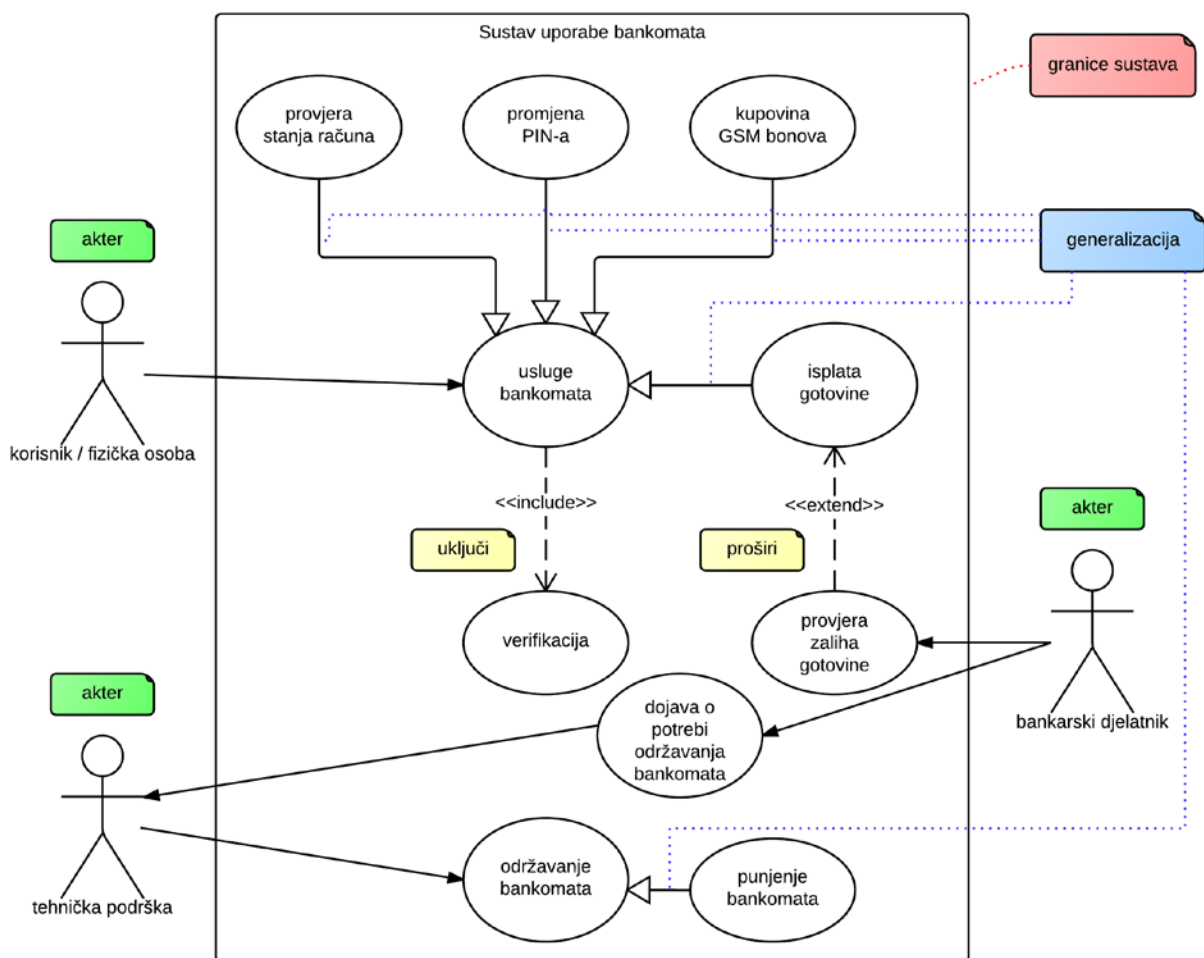 Sustav uporabe bankomata
granice sustava
provjera
stanja računa
promjena
PIN-a
kupovina
GSM bonova
akter
generalizacija
korisnik / fizička osoba
usluge
bankomata
isplata
gotovine
<<include>>
<<extend>>
uključi
proširi
akter
verifikacija
provjera
zaliha
gotovine
bankarski djelatnik
akter
dojava o
potrebi
održavanja
bankomata
tehnička podrška
održavanje
bankomata
punjenje
bankomata